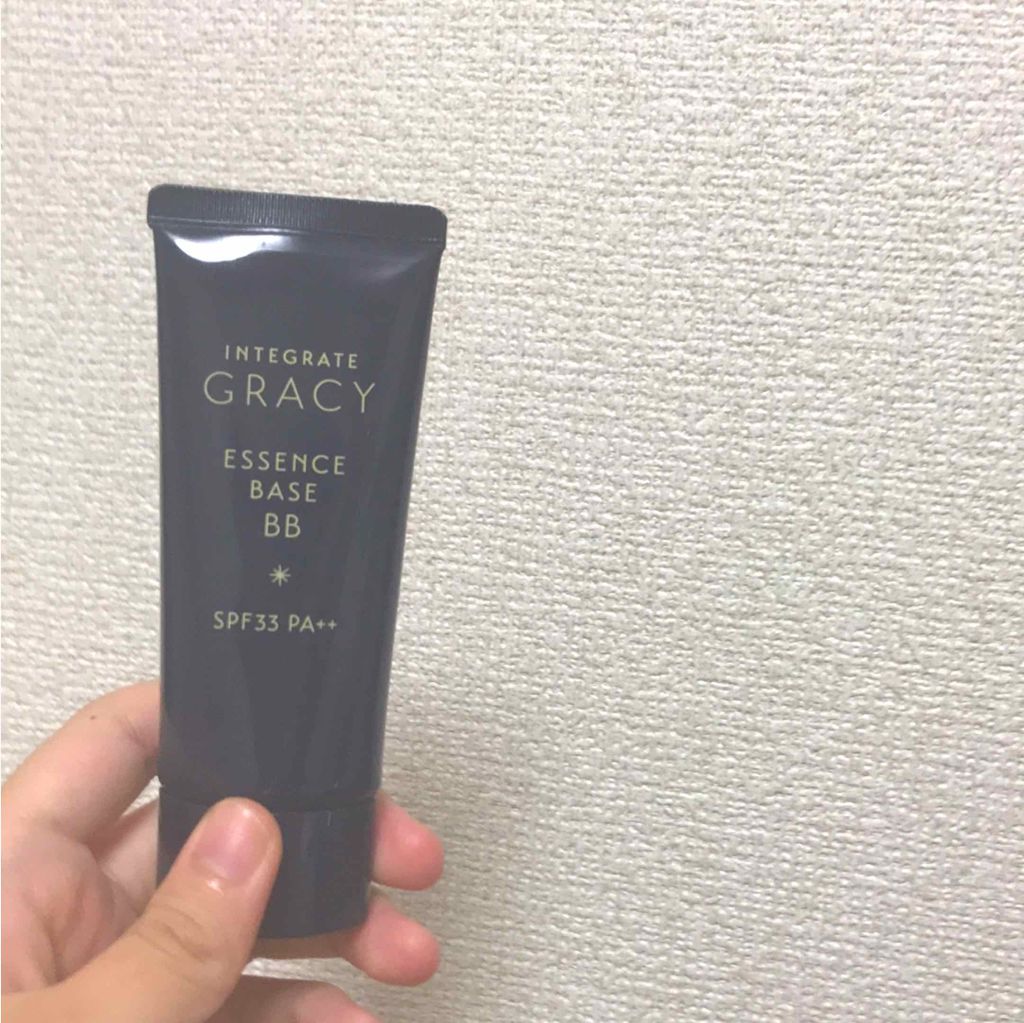 INTEGRATE
GRACY
ESSENCE
BASE
BB
SPF33 PA++